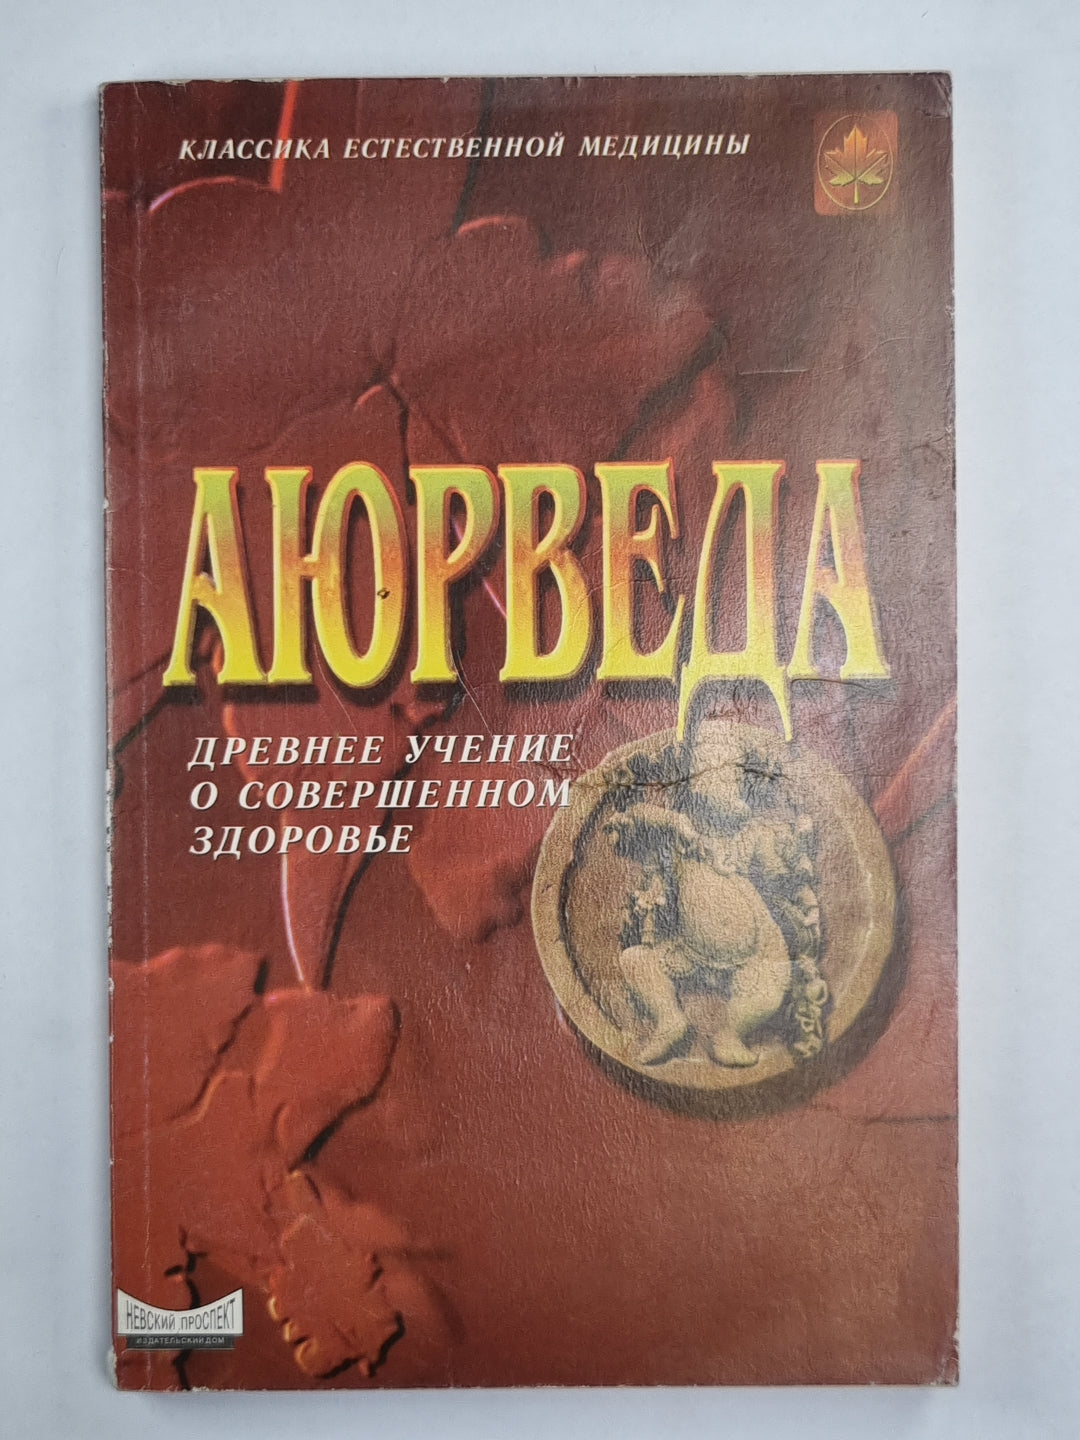 КЛАССИКА ЕСТЕСТВЕННОЙ МЕДИЦИНЫ
АЮРВЕДА
ДРЕВНЕЕ УЧЕНИЕ
О СОВЕРШЕННОМ
ЗДОРОВЬЕ
НЕВСКИЙ ПРОСПЕКТ
ИЗДАТЕЛЬСКИЙ ДОМ